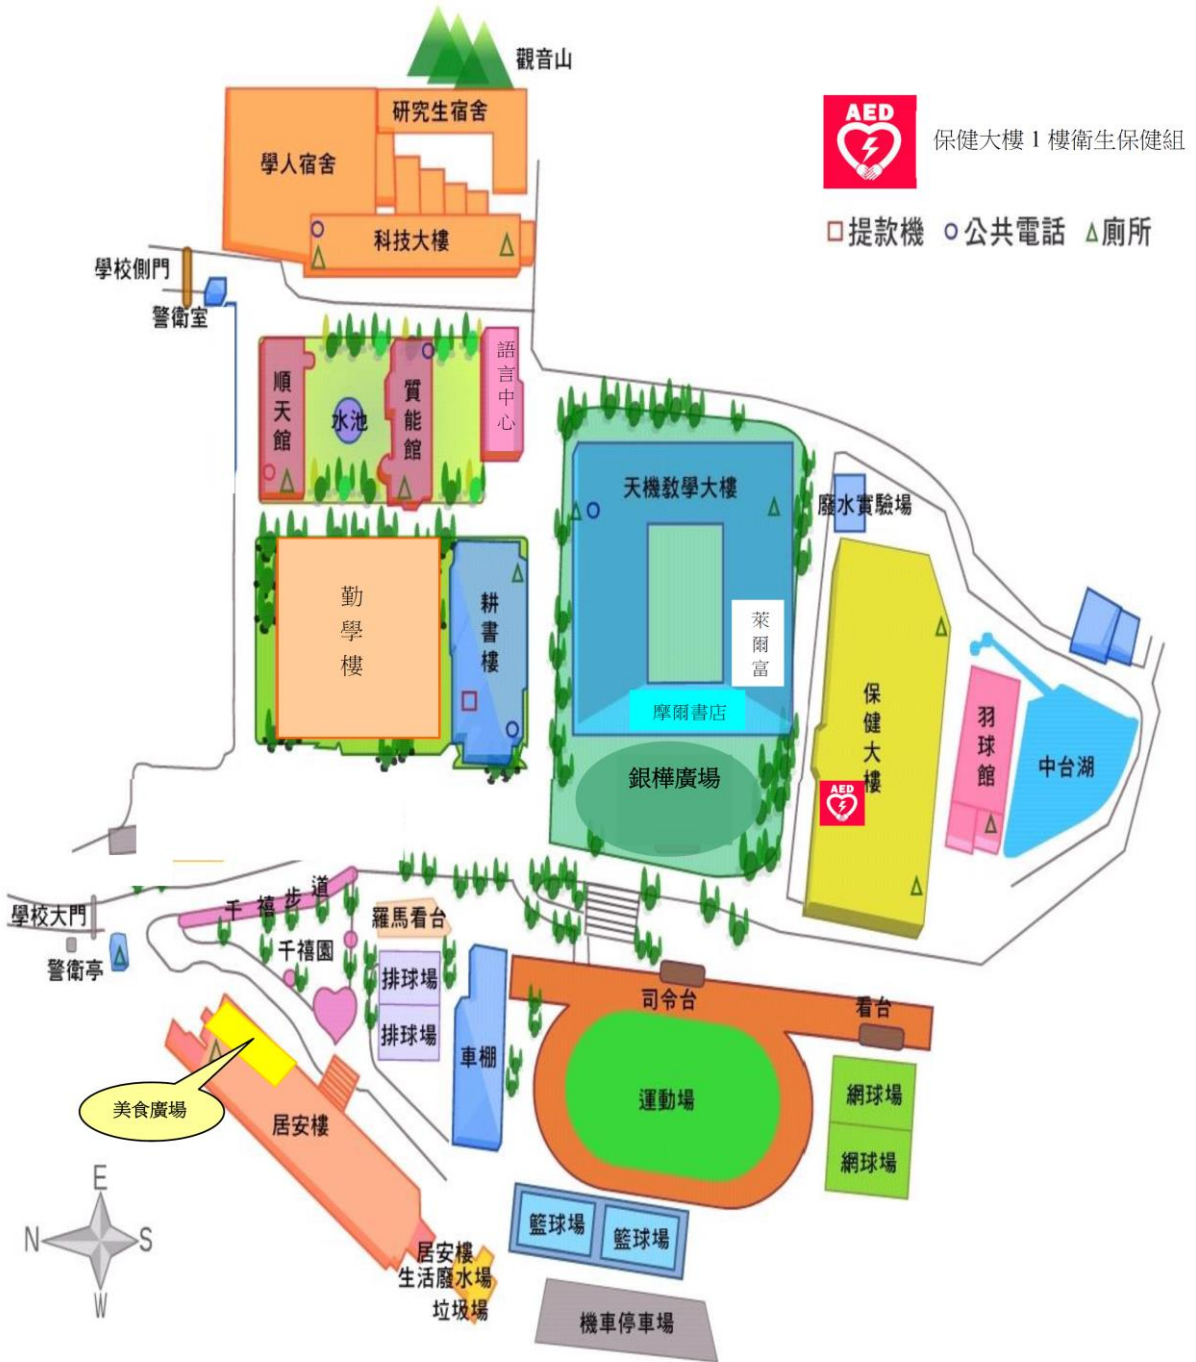 觀音山
研究生宿舍
學人宿舍
科技大樓
AED
保健大樓 1 樓衛生保健組
提款機 公共電話 廁所
學校側門
警衛室
順天館
水池
質能館
語言中心
天機教學大樓
廢水實驗場
勤學樓
耕書樓
萊爾富
摩爾書店
銀樺廣場
保健大樓
AED
羽球館
中台湖
學校大門
警衛亭
千禧步道
千禧園
羅馬看台
排球場
排球場
車棚
司令台
看台
運動場
網球場
網球場
美食廣場
居安樓
籃球場
籃球場
居安樓
生活廢水場
垃圾場
機車停車場
E
N
S
W